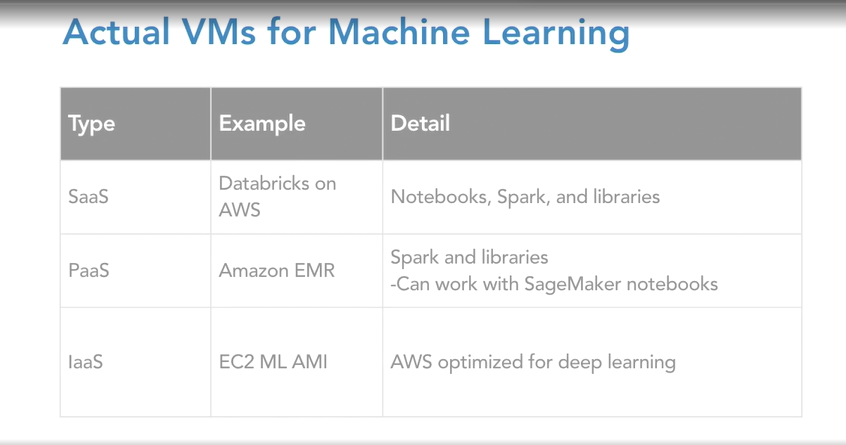 Actual VMs for Machine Learning
Type
Example
Detail
SaaS
Databricks on
AWS
Notebooks, Spark, and libraries
PaaS
Amazon EMR
Spark and libraries
-Can work with SageMaker notebooks
IaaS
EC2 ML AMI
AWS optimized for deep learning